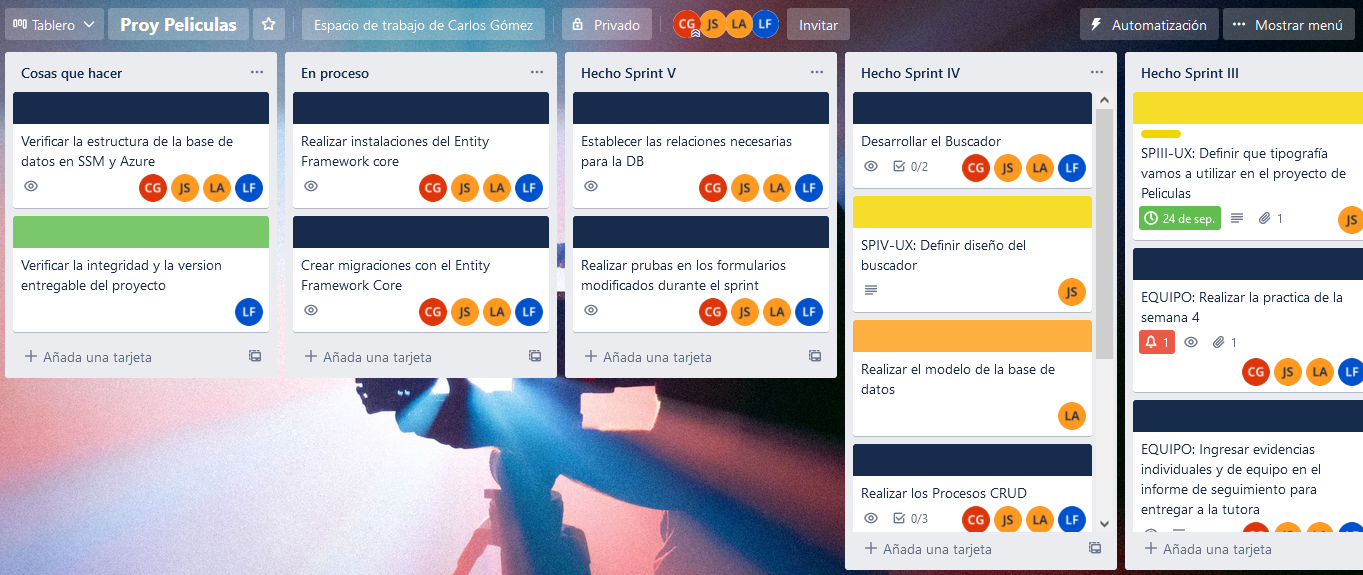 Tablero
Proy Peliculas
Espacio de trabajo de Carlos Gómez
Privado
CG JS LA LF
Invitar
Automatización
Mostrar menú
Cosas que hacer
Verificar la estructura de la base de
datos en SSM y Azure
CG JS LA LF
Verificar la integridad y la version
entregable del proyecto
LF
Añada una tarjeta
En proceso
Realizar instalaciones del Entity
Framework core
CG JS LA LF
Crear migraciones con el Entity
Framework Core
CG JS LA LF
Añada una tarjeta
Hecho Sprint V
Establecer las relaciones necesarias
para la DB
CG JS LA LF
Realizar prubas en los formularios
modificados durante el sprint
CG JS LA LF
Añada una tarjeta
Hecho Sprint IV
Desarrollar el Buscador
0/2 CG JS LA LF
SPIV-UX: Definir diseño del
buscador
JS
Realizar el modelo de la base de
datos
LA
Realizar los Procesos CRUD
0/3 CG JS LA LF
Añada una tarjeta
Hecho Sprint III
SPIII-UX: Definir que tipografía
vamos a utilizar en el proyecto de
Peliculas
24 de sep. 1 JS
EQUIPO: Realizar la practica de la
semana 4
1 1
CG JS LA LF
EQUIPO: Ingresar evidencias
individuales y de equipo en el
informe de seguimiento para
entregar a la tutora
Añada una tarjeta